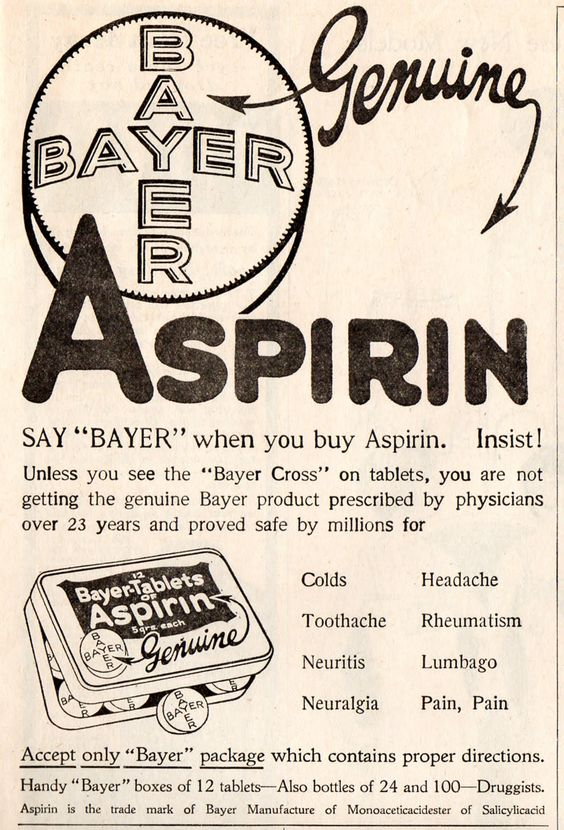 BAYER
BAYER
Genuine
ASPIRIN
SAY "BAYER" when you buy Aspirin. Insist!
Unless you see the "Bayer Cross" on tablets, you are not
getting the genuine Bayer product prescribed by physicians
over 23 years and proved safe by millions for
12
Bayer-Tablets
OF
Aspirin
5 grs. each
BAYER
BAYER
Genuine
BAYER
BAYER
Colds Headache
Toothache Rheumatism
Neuritis Lumbago
Neuralgia Pain, Pain
Accept only "Bayer" package which contains proper directions.
Handy "Bayer" boxes of 12 tablets—Also bottles of 24 and 100—Druggists.
Aspirin is the trade mark of Bayer Manufacture of Monoaceticacidester of Salicylicacid